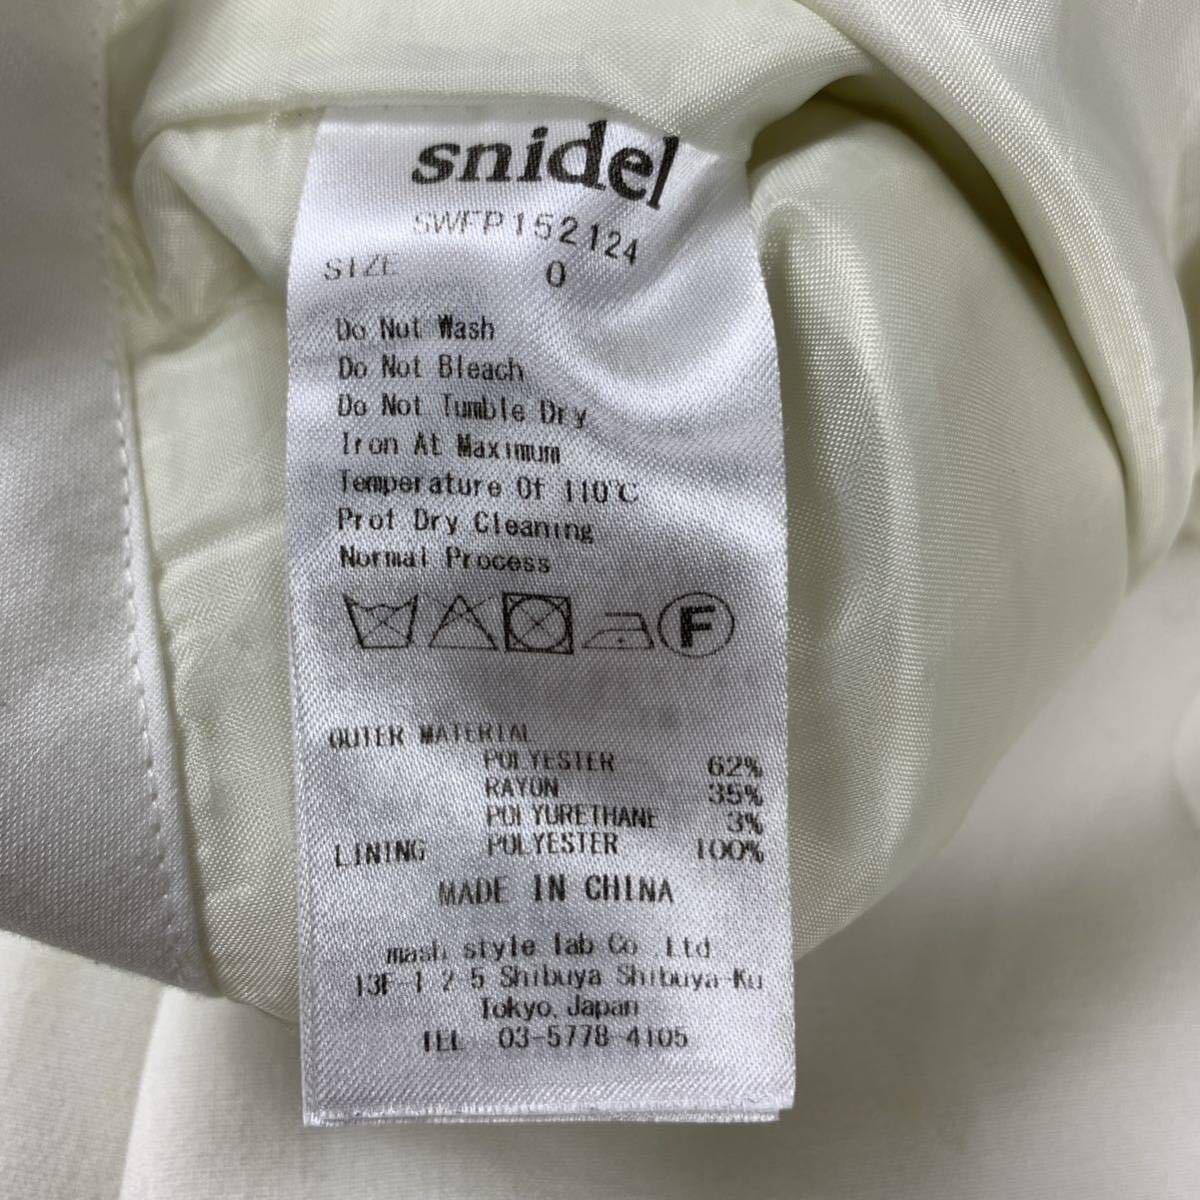 snidel
SWFP152124
SIZE 0
Do Not Wash
Do Not Bleach
Do Not Tumble Dry
Iron At Maximum
Temperature Of 110℃
Prof Dry Cleaning
Normal Process
F
OUTER MATERIAL
POLYESTER 62%
RAYON 35%
POLYURETHANE 3%
LINING POLYESTER 100%
MADE IN CHINA
mash style lab Co.,Ltd
13F-1-2-5 Shibuya Shibuya-Ku
Tokyo, Japan
TEL 03-5778-4105